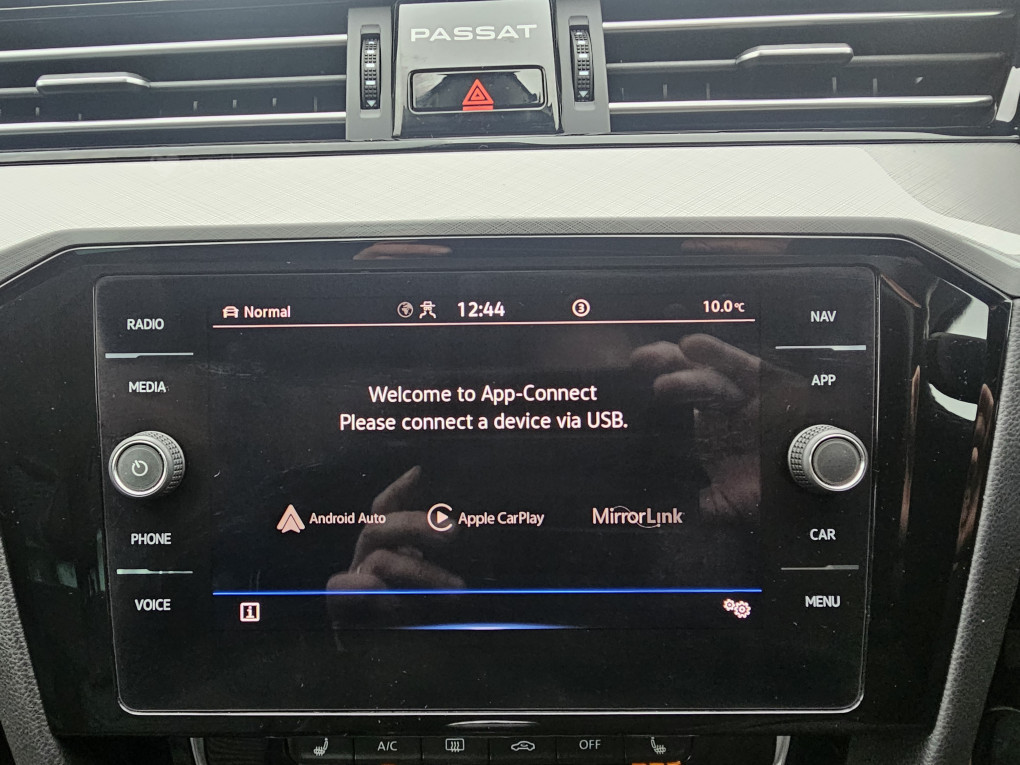 PASSAT
Normal 12:44 3 10.0°C
RADIO
MEDIA
PHONE
VOICE
Welcome to App-Connect
Please connect a device via USB.
Android Auto Apple CarPlay MirrorLink
i
NAV
APP
CAR
MENU
A/C OFF